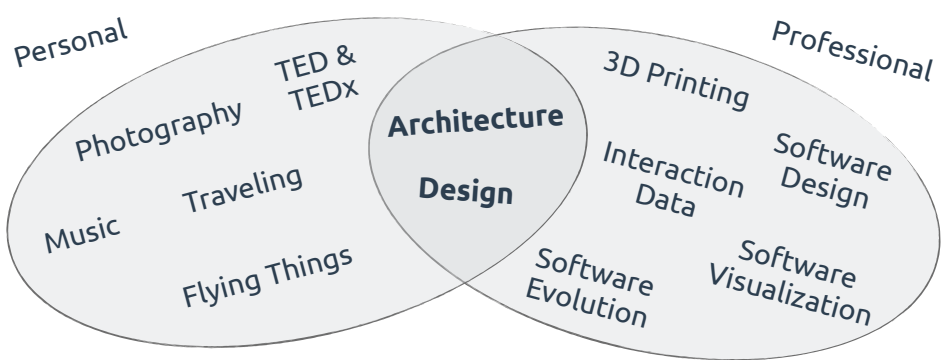 Personal
TED &
TEDx
Photography
Traveling
Music
Flying Things
Architecture
Design
Professional
3D Printing
Software
Design
Interaction
Data
Software
Visualization
Software
Evolution